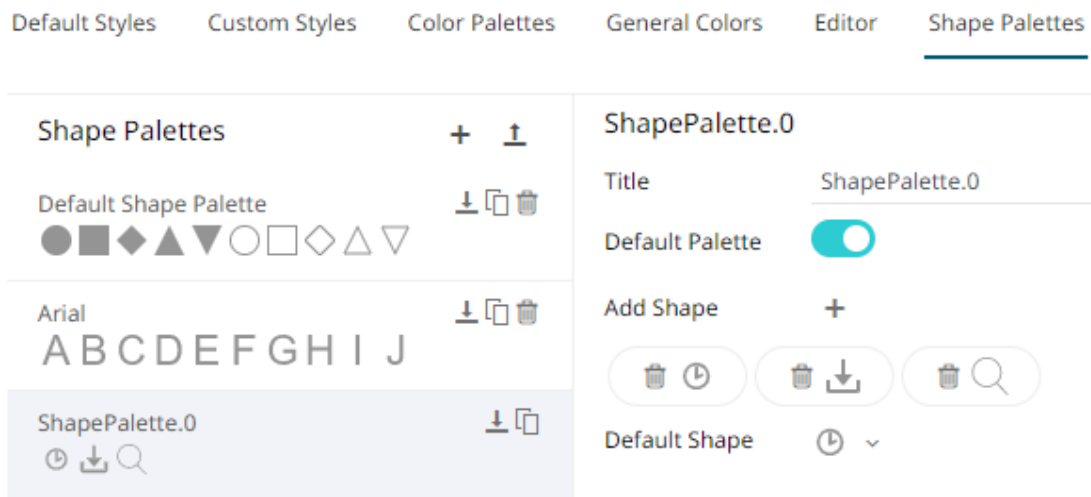 Default Styles Custom Styles Color Palettes General Colors Editor Shape Palettes
Shape Palettes
Default Shape Palette
Arial
A B C D E F G H I J
ShapePalette.0
ShapePalette.0
Title ShapePalette.0
Default Palette
Add Shape
Default Shape